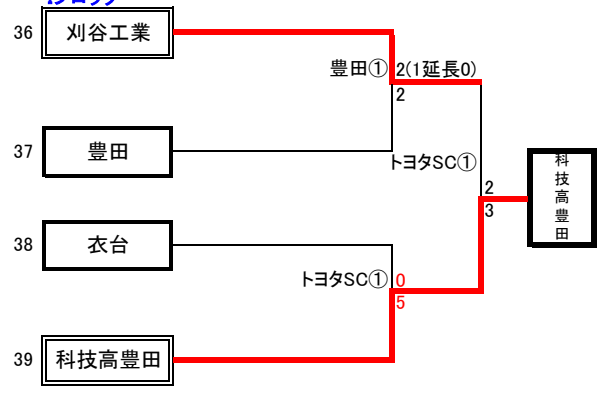 36 刈谷工業
豊田① 2(1延長0)
2
37 豊田
トヨタSC①
2
3
科技高豊田
38 衣台
トヨタSC① 0
5
39 科技高豊田